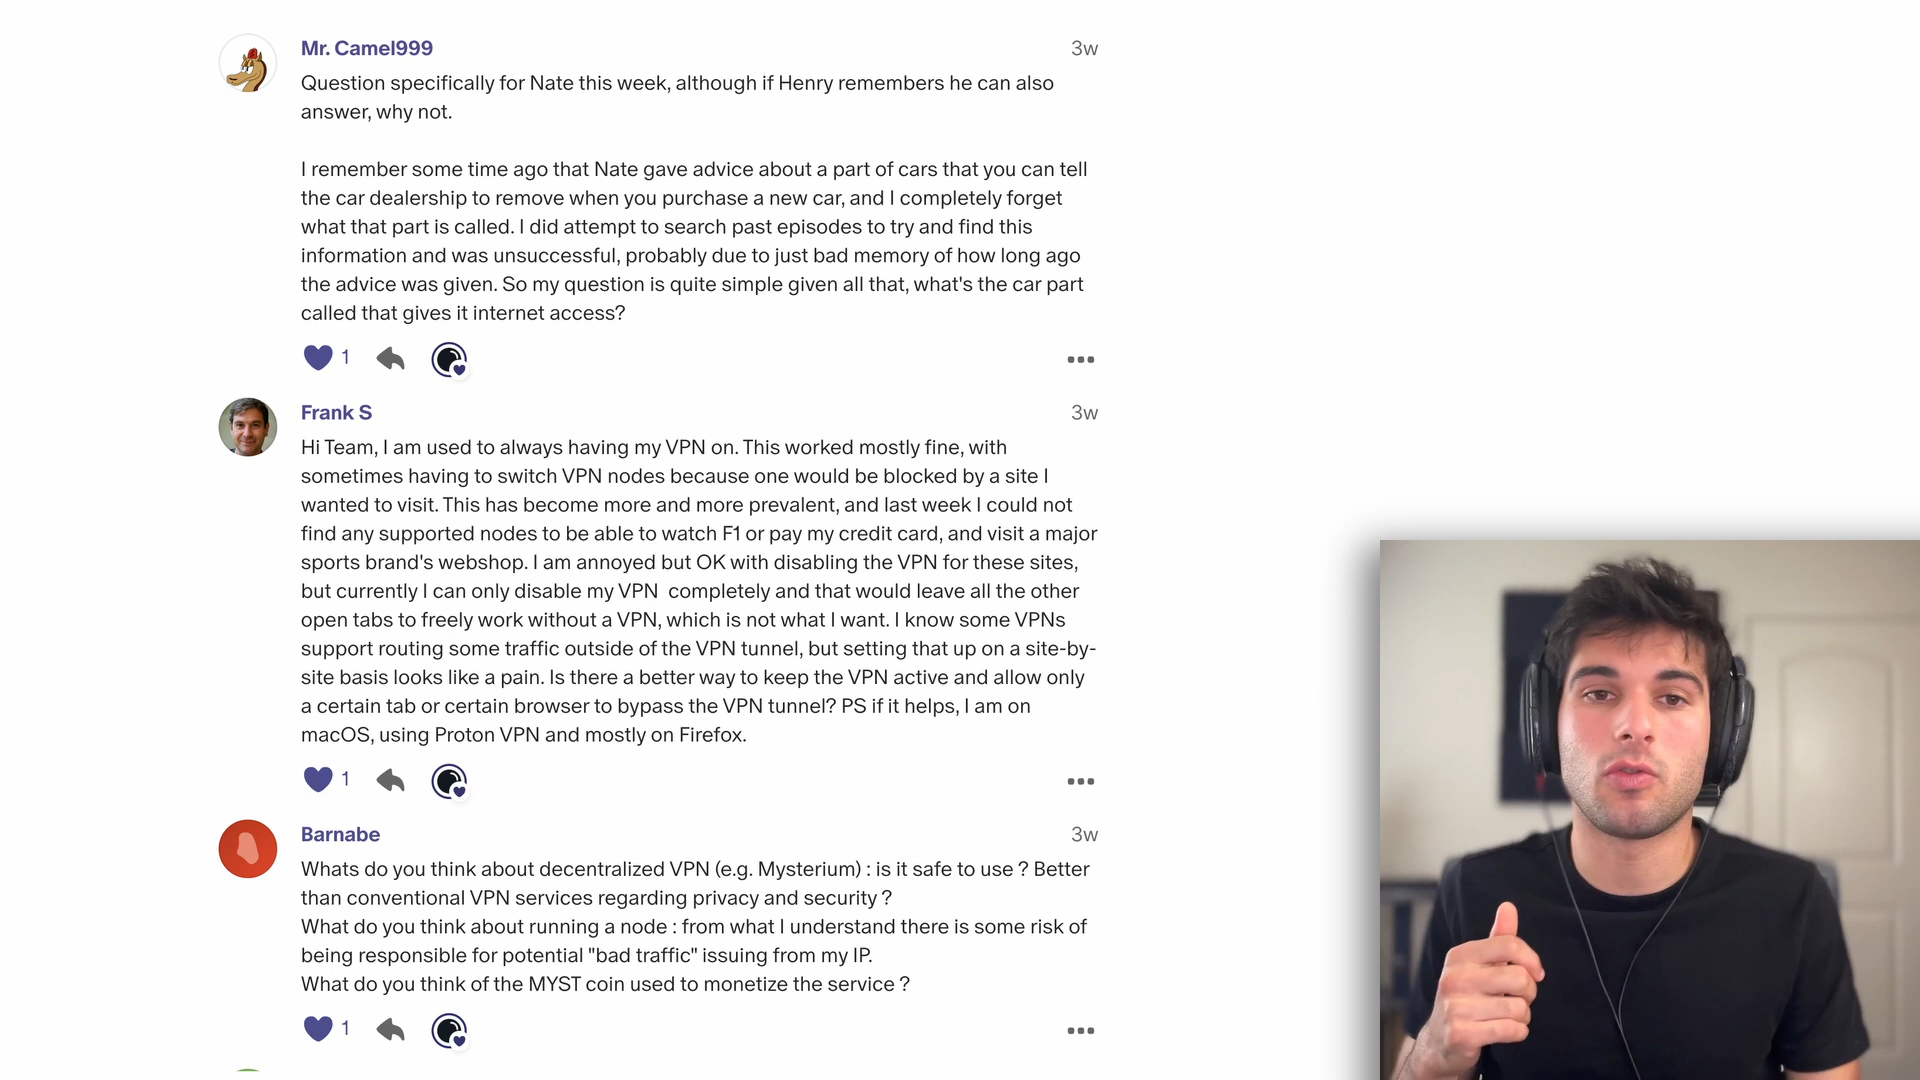 Mr. Camel999
3w
Question specifically for Nate this week, although if Henry remembers he can also
answer, why not.
I remember some time ago that Nate gave advice about a part of cars that you can tell
the car dealership to remove when you purchase a new car, and I completely forget
what that part is called. I did attempt to search past episodes to try and find this
information and was unsuccessful, probably due to just bad memory of how long ago
the advice was given. So my question is quite simple given all that, what's the car part
called that gives it internet access?
1
Frank S
3w
Hi Team, I am used to always having my VPN on. This worked mostly fine, with
sometimes having to switch VPN nodes because one would be blocked by a site I
wanted to visit. This has become more and more prevalent, and last week I could not
find any supported nodes to be able to watch F1 or pay my credit card, and visit a major
sports brand's webshop. I am annoyed but OK with disabling the VPN for these sites,
but currently I can only disable my VPN  completely and that would leave all the other
open tabs to freely work without a VPN, which is not what I want. I know some VPNs
support routing some traffic outside of the VPN tunnel, but setting that up on a site-by-
site basis looks like a pain. Is there a better way to keep the VPN active and allow only
a certain tab or certain browser to bypass the VPN tunnel? PS if it helps, I am on
macOS, using Proton VPN and mostly on Firefox.
1
Barnabe
3w
Whats do you think about decentralized VPN (e.g. Mysterium) : is it safe to use ? Better
than conventional VPN services regarding privacy and security ?
What do you think about running a node : from what I understand there is some risk of
being responsible for potential "bad traffic" issuing from my IP.
What do you think of the MYST coin used to monetize the service ?
1